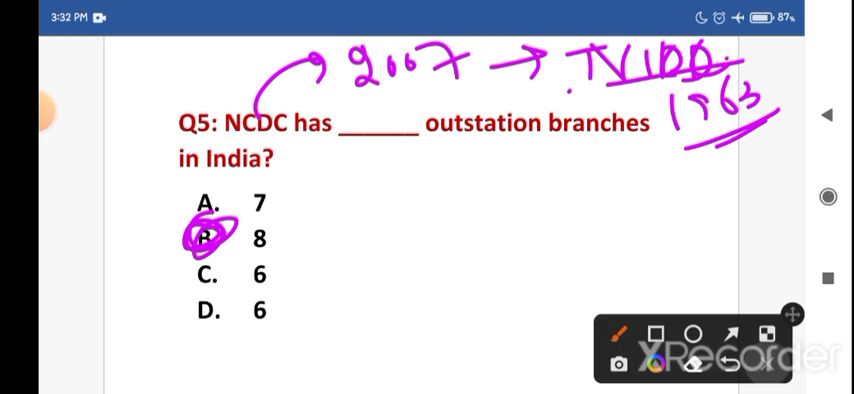 3:32 PM 87%
2007 → TVIDD.
1963
Q5: NCDC has ______ outstation branches
in India?
A. 7
B 8
C. 6
D. 6
XRecorder